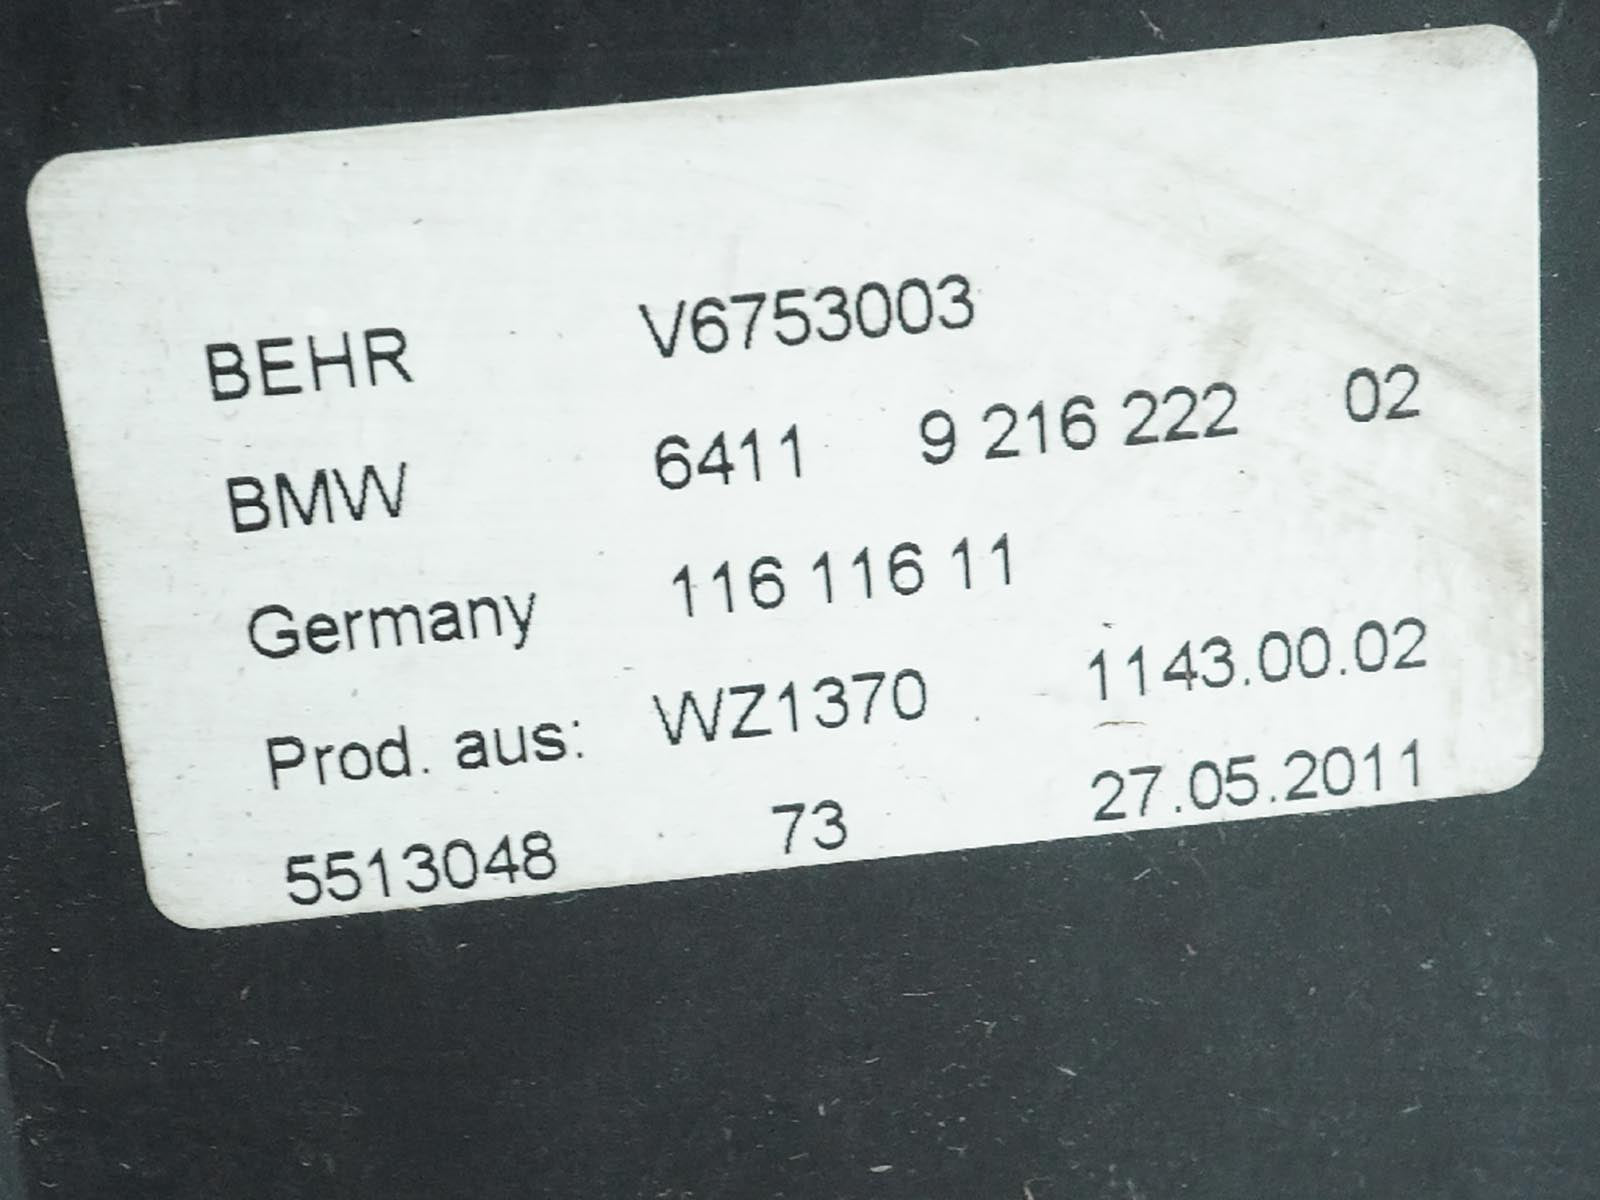 BEHR V6753003
BMW 6411 9 216 222 02
Germany 116 116 11
Prod. aus: WZ1370 1143.00.02
5513048 73 27.05.2011